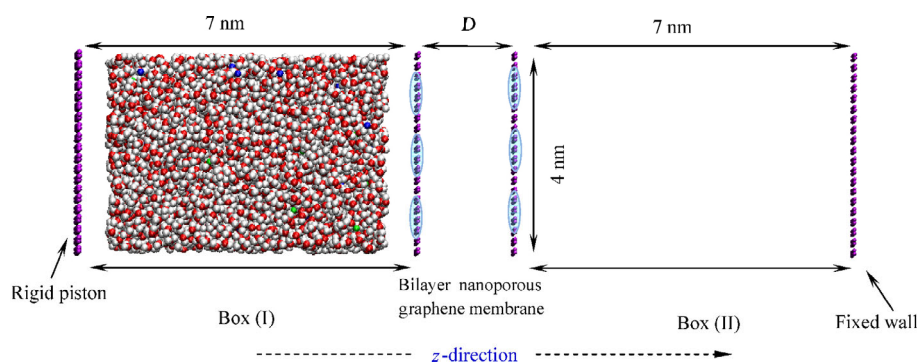 7 nm
D
7 nm
4 nm
Rigid piston
Bilayer nanoporous
graphene membrane
Fixed wall
Box (I)
Box (II)
z-direction